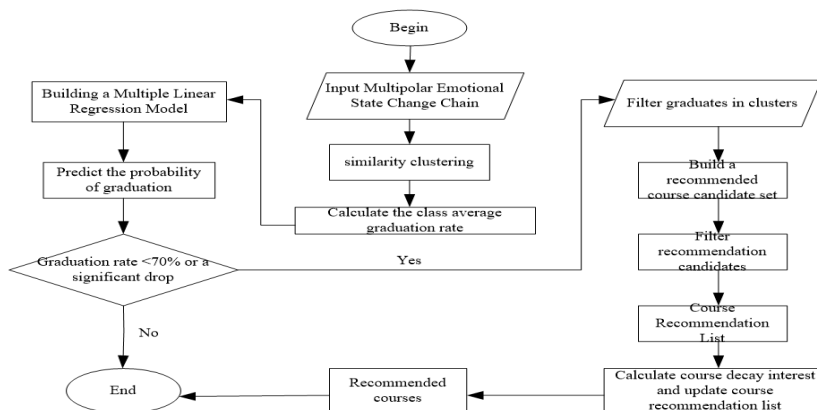 Begin
Input Multipolar Emotional
State Change Chain
similarity clustering
Calculate the class average
graduation rate
Building a Multiple Linear
Regression Model
Predict the probability
of graduation
Graduation rate <70% or a
significant drop
Yes
No
Filter graduates in clusters
Build a
recommended
course candidate set
Filter
recommendation
candidates
Course
Recommendation
List
Calculate course decay interest
and update course
recommendation list
Recommended
courses
End